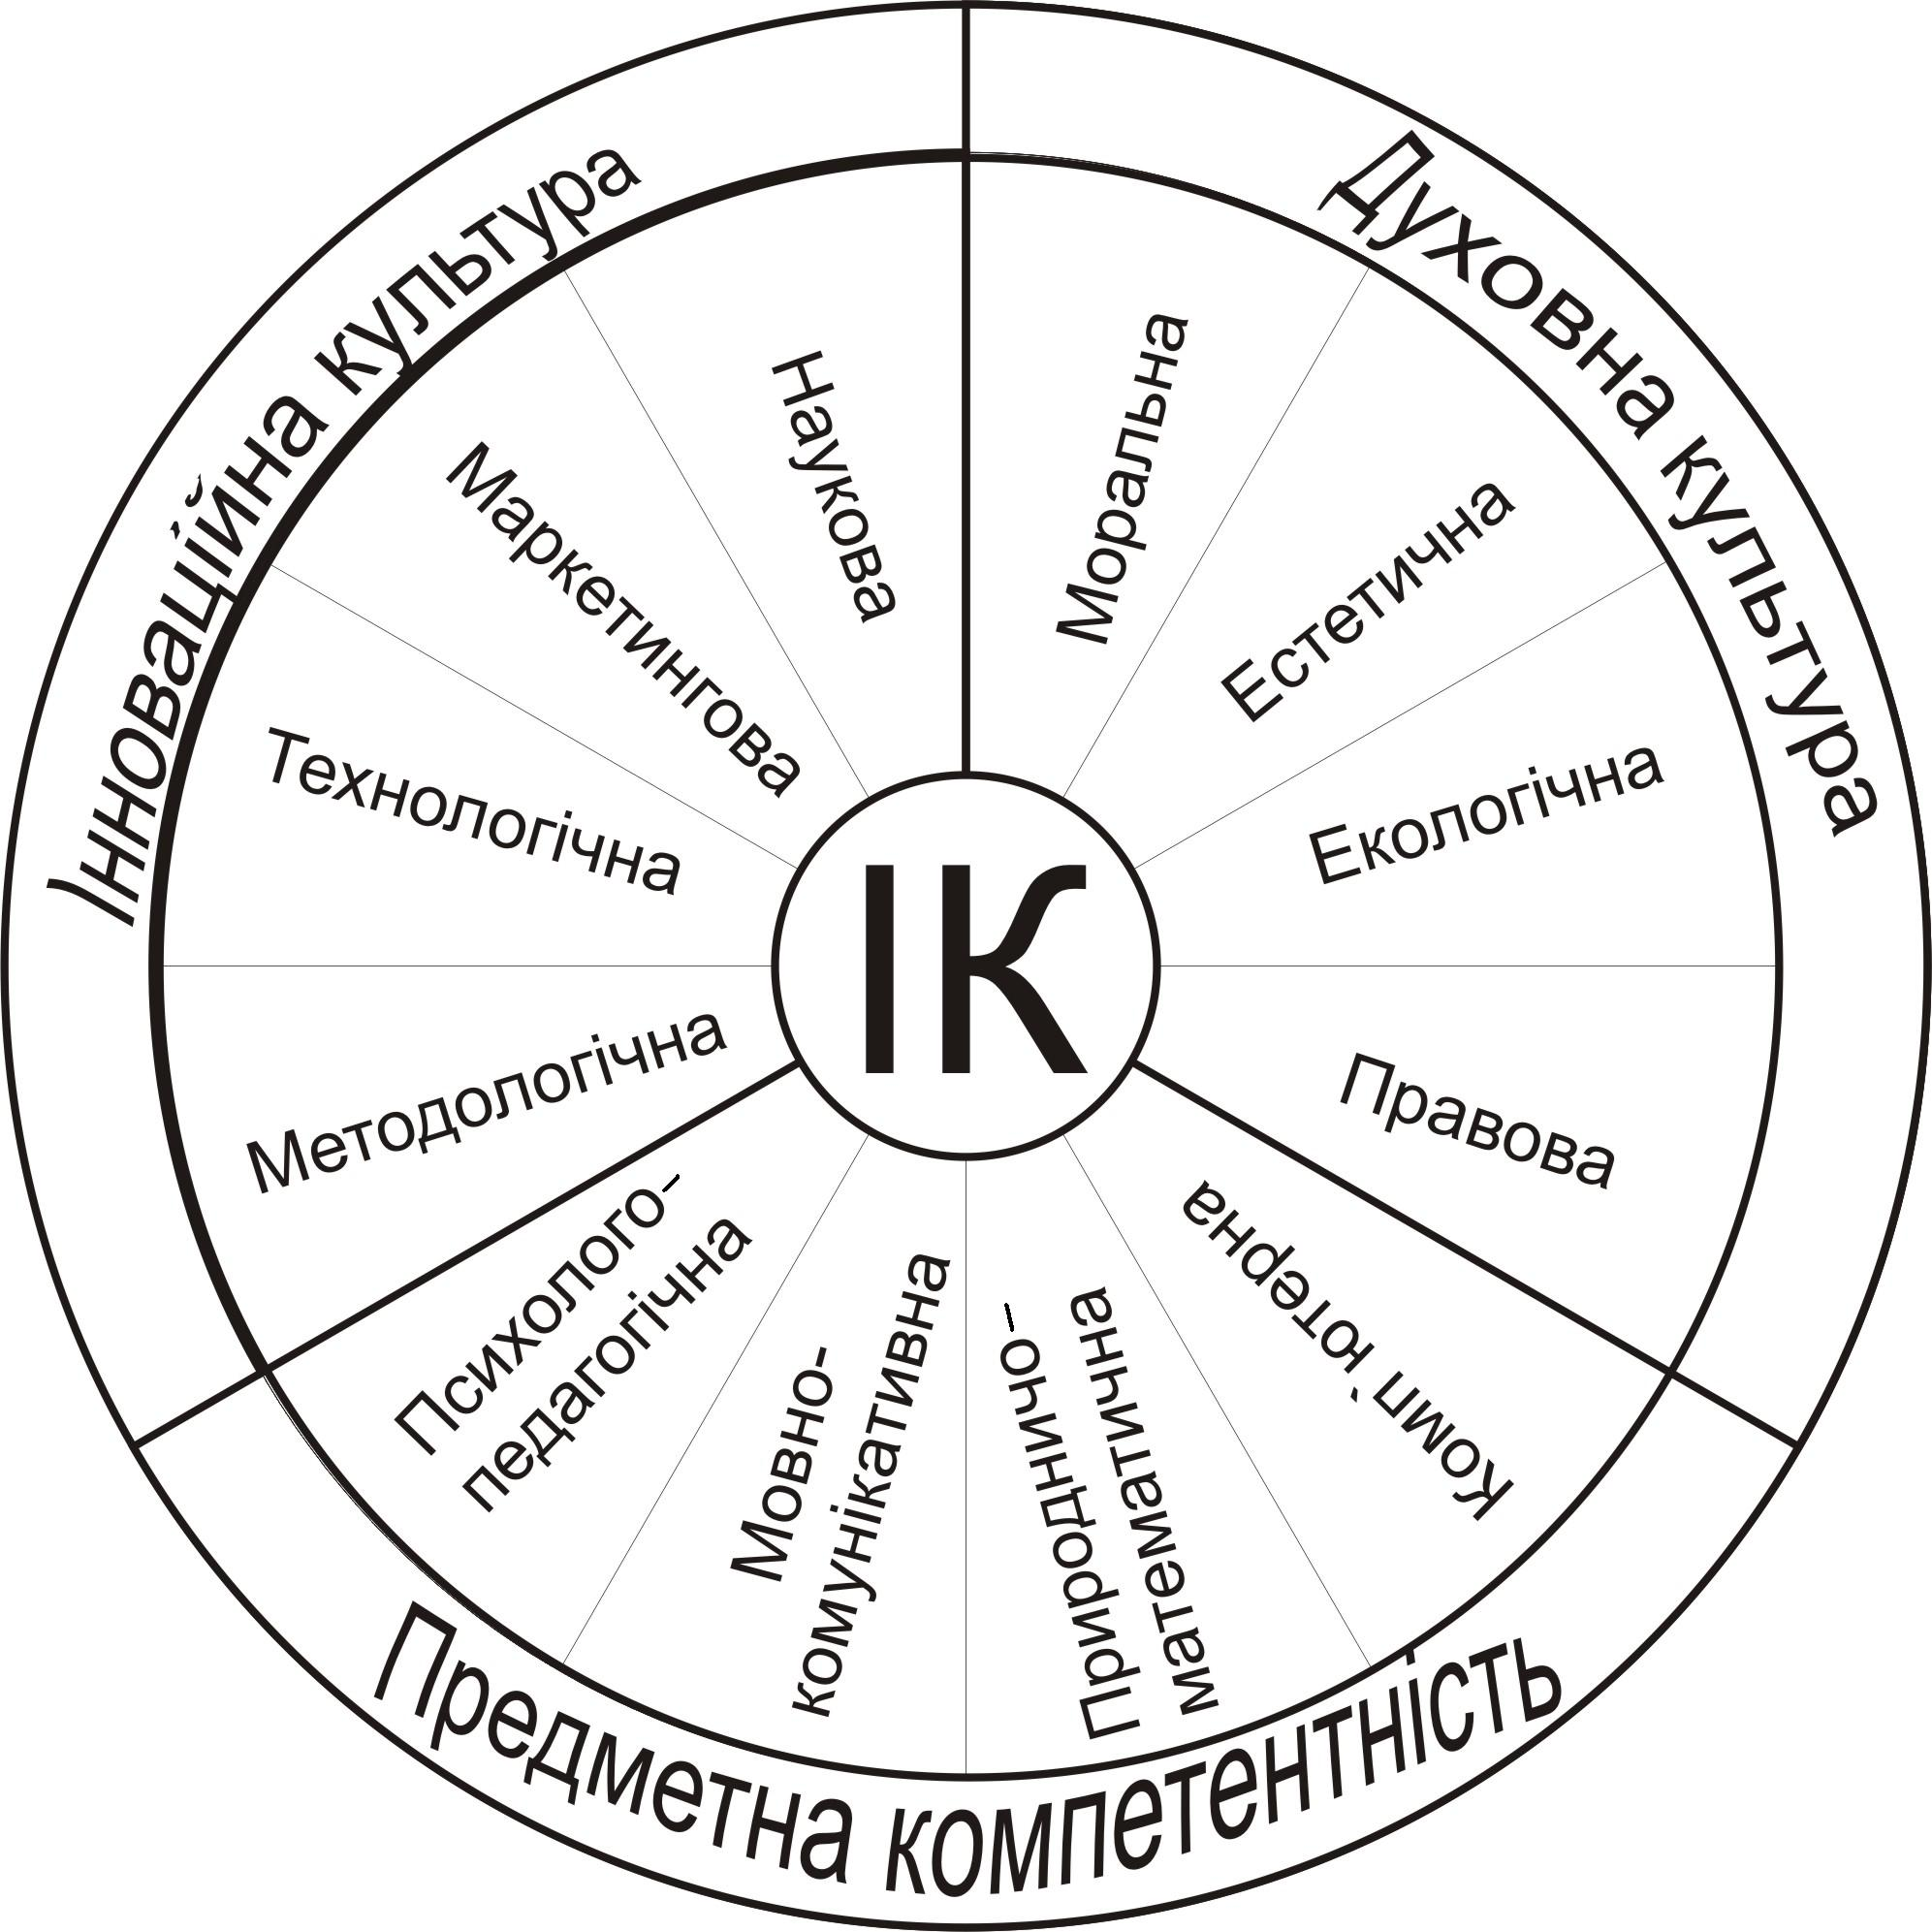 Інноваційна культура
Духовна культура
Предметна компетентність
ІК
Наукова
Маркетингова
Технологічна
Методологічна
Моральна
Естетична
Екологічна
Правова
Психолого-
педагогічна
Мовно-
комунікативна
Природничо-
математична
Комп'ютерна